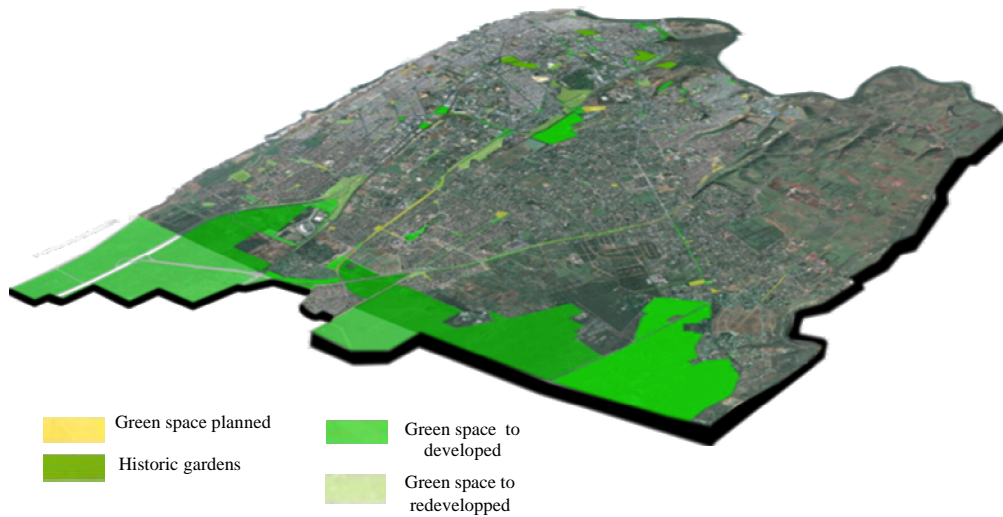 Green space planned
Historic gardens
Green space to
developed
Green space to
redevelopped